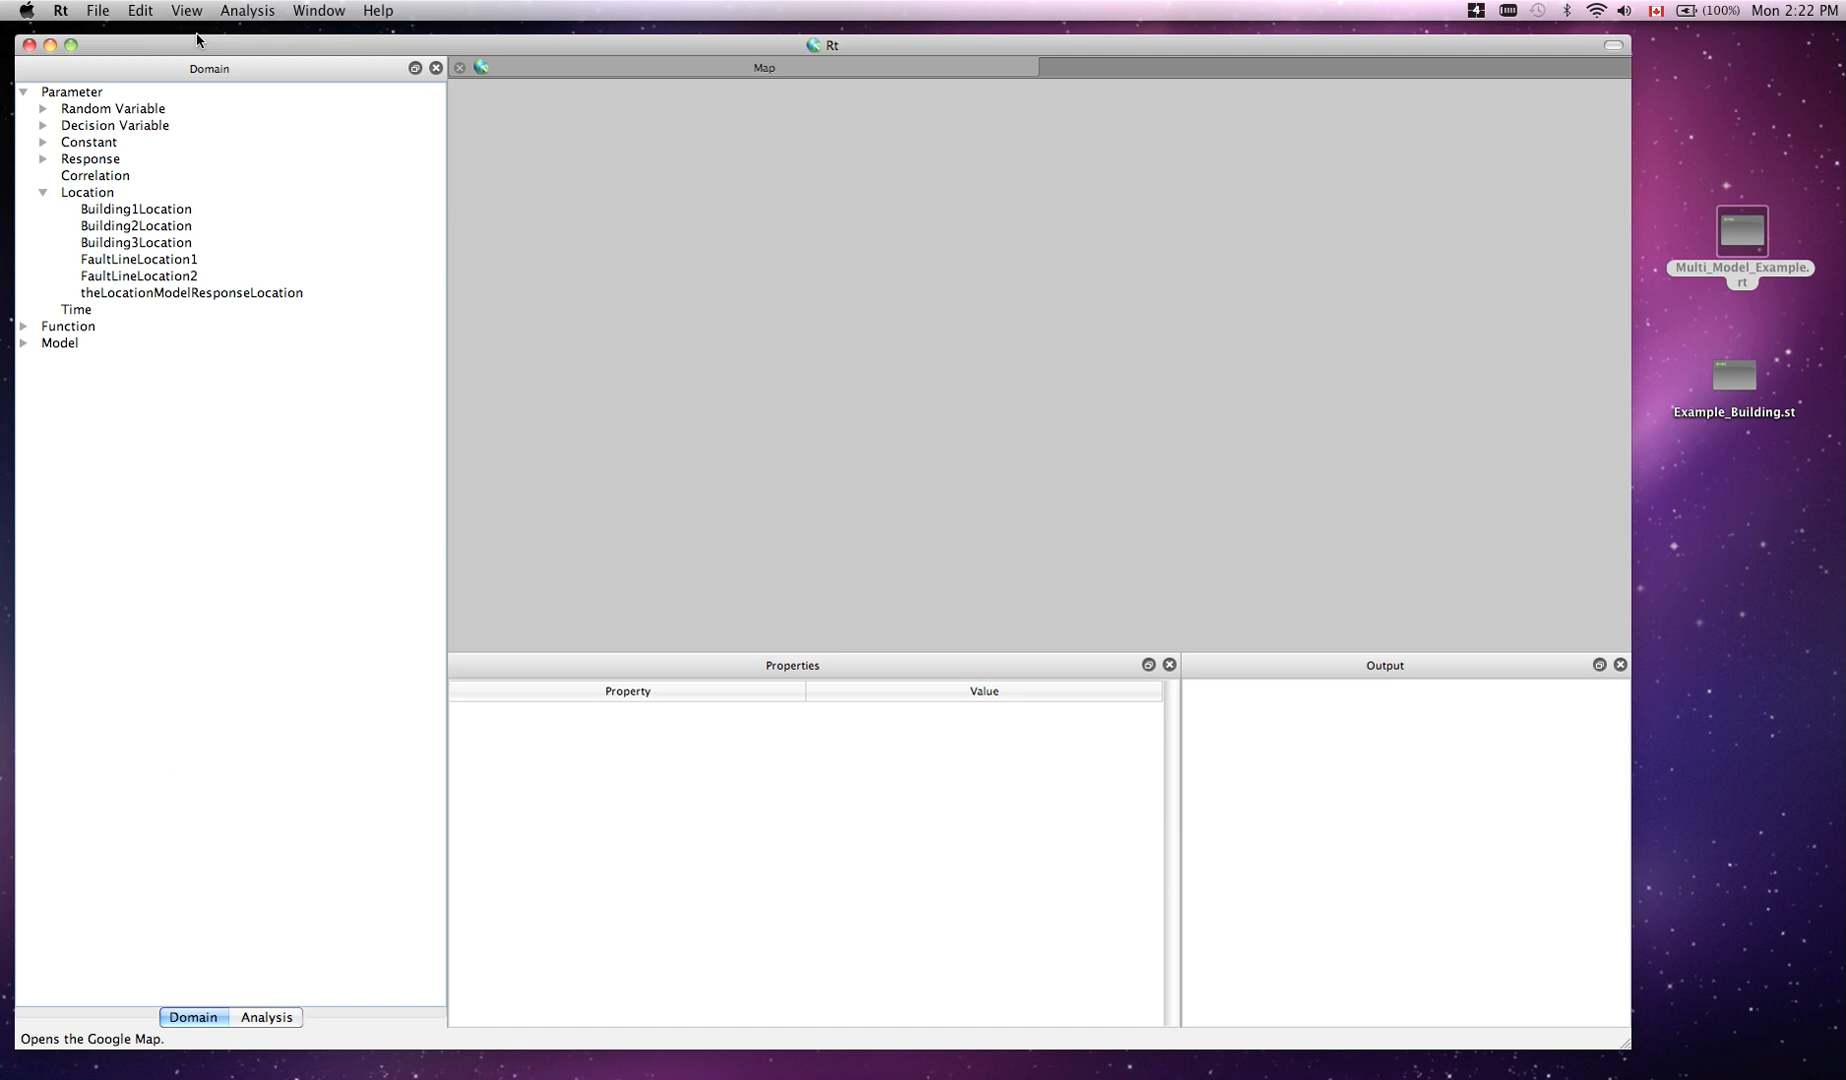 Rt File Edit View Analysis Window Help
4 (100%) Mon 2:22 PM
Rt
Domain
Map
Parameter
Random Variable
Decision Variable
Constant
Response
Correlation
Location
Building1Location
Building2Location
Building3Location
FaultLineLocation1
FaultLineLocation2
theLocationModelResponseLocation
Time
Function
Model
Multi_Model_Example.
rt
Example_Building.st
Properties
Output
Property Value
Domain Analysis
Opens the Google Map.